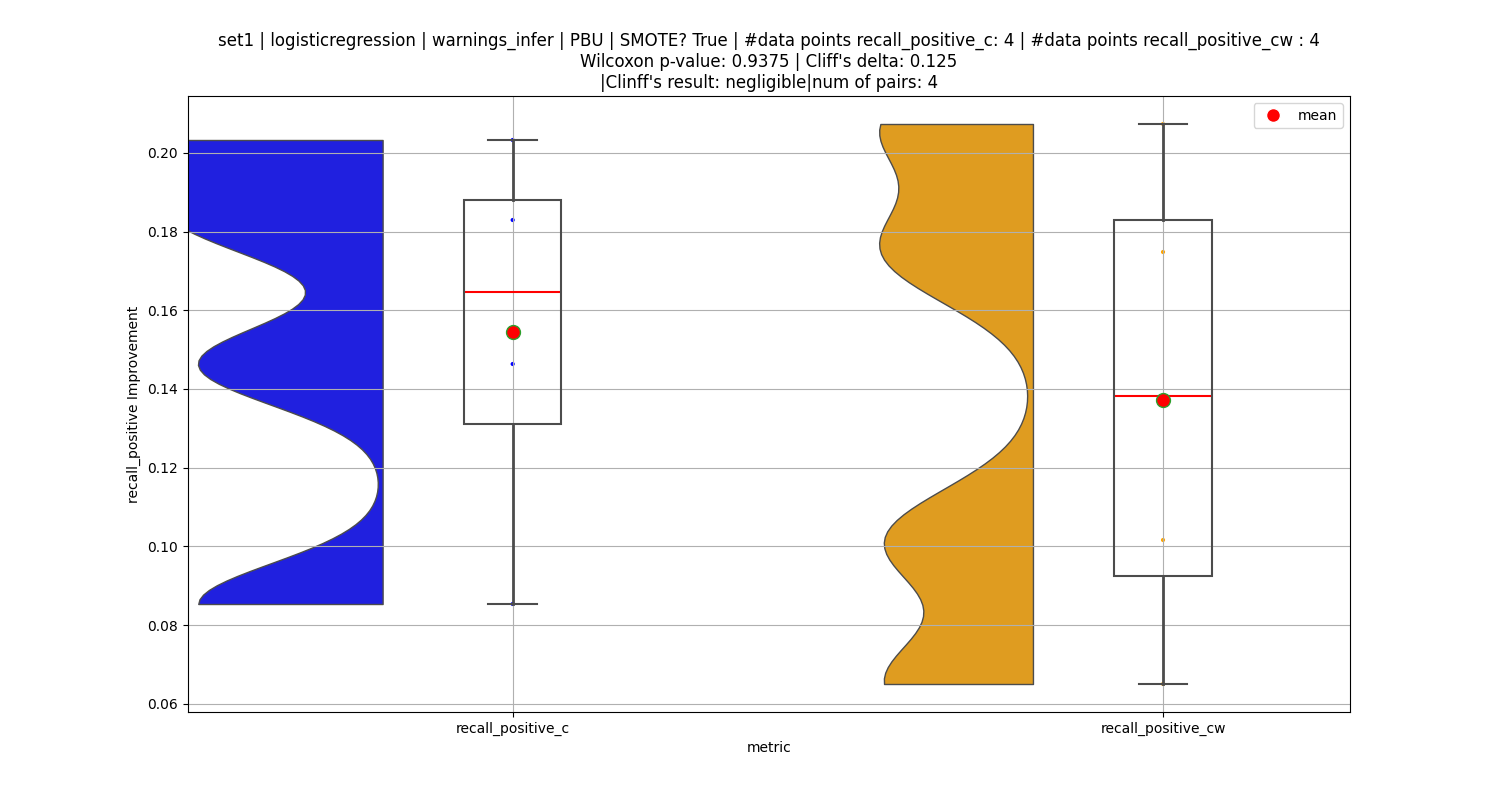 set1 | logisticregression | warnings_infer | PBU | SMOTE? True | #data points recall_positive_c: 4 | #data points recall_positive_cw : 4
Wilcoxon p-value: 0.9375 | Cliff's delta: 0.125
|Clinff's result: negligible|num of pairs: 4
mean
0.20
0.18
0.16
0.14
0.12
0.10
0.08
0.06
recall_positive Improvement
recall_positive_c
recall_positive_cw
metric